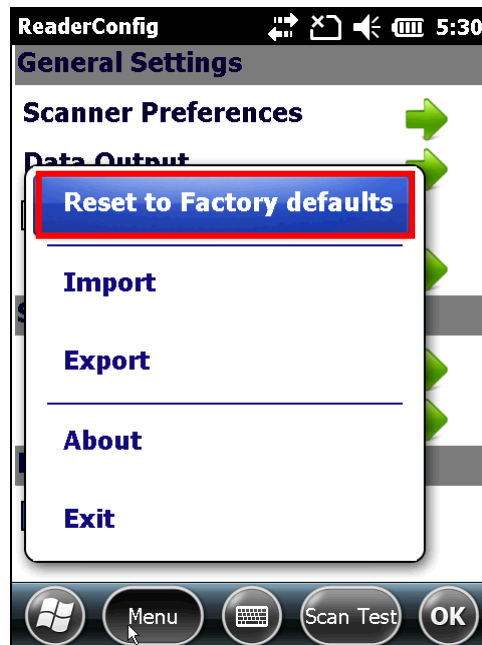 ReaderConfig 5:30
General Settings
Scanner Preferences
Data Output
Reset to Factory defaults
Import
Export
About
Exit
Menu Scan Test OK